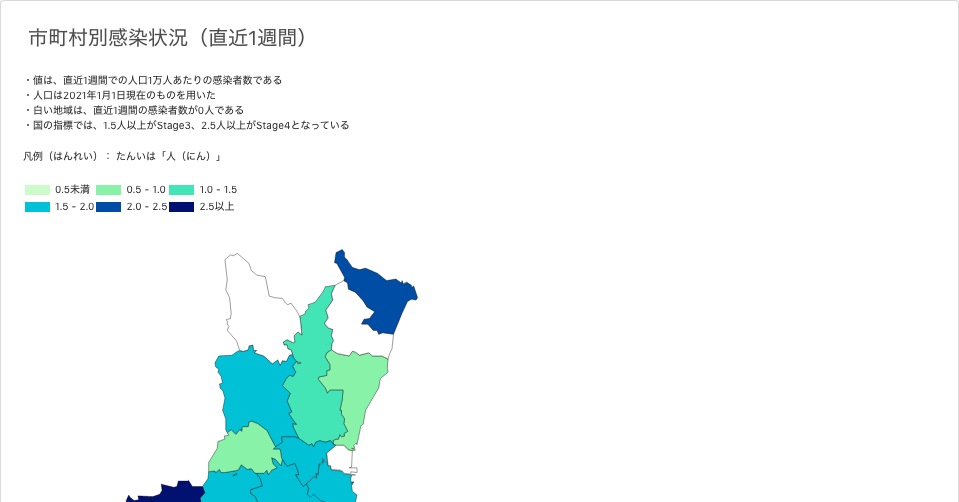 市町村別感染状況（直近1週間）
・値は、直近1週間での人口1万人あたりの感染者数である
・人口は2021年1月1日現在のものを用いた
・白い地域は、直近1週間の感染者数が0人である
・国の指標では、1.5人以上がStage3、2.5人以上がStage4となっている
凡例（はんれい）： たんいは「人（にん）」
0.5未満 0.5 - 1.0 1.0 - 1.5
1.5 - 2.0 2.0 - 2.5 2.5以上